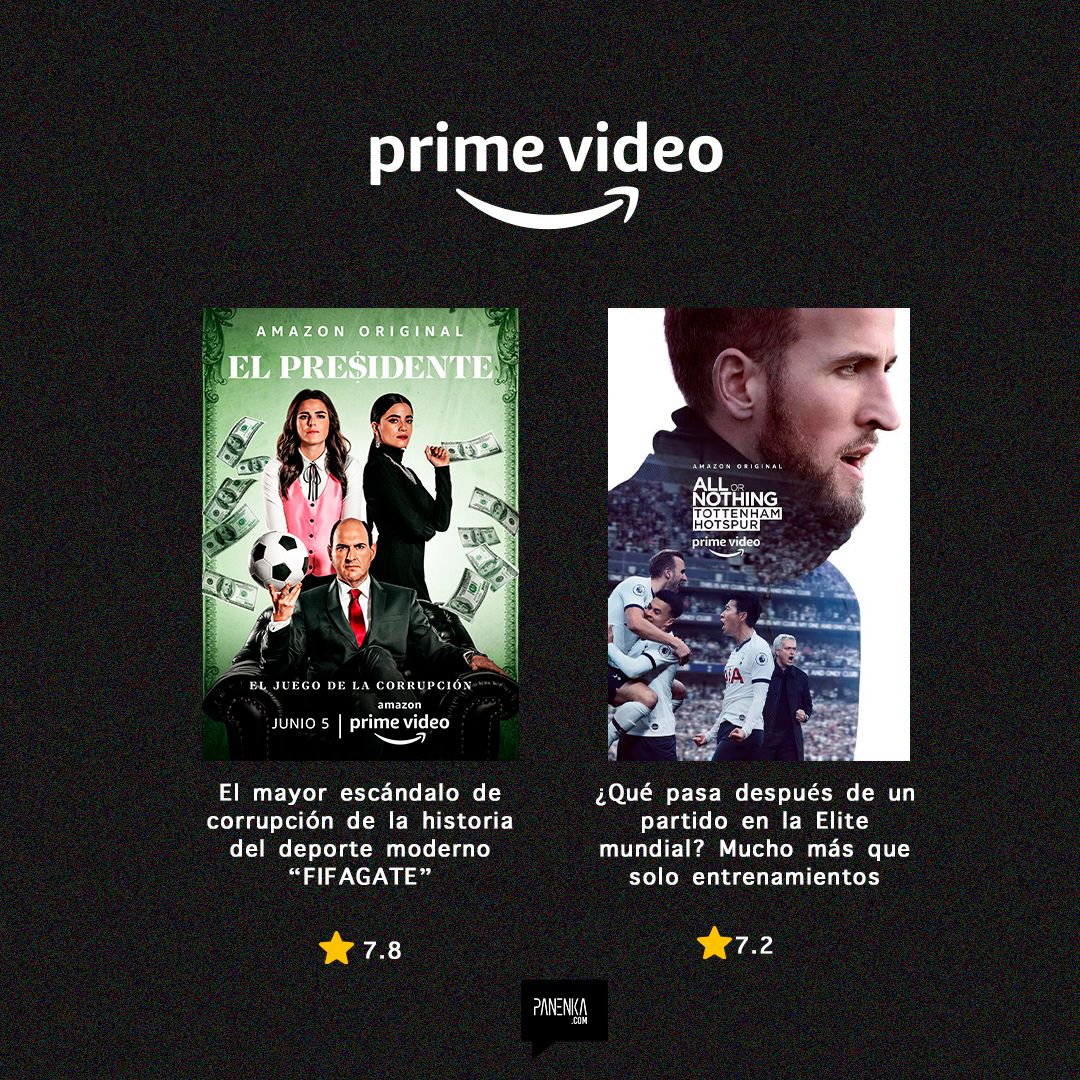 prime video
AMAZON ORIGINAL
EL PRE$IDENTE
EL JUEGO DE LA CORRUPCIÓN
JUNIO 5 | amazon prime video
El mayor escándalo de
corrupción de la historia
del deporte moderno
“FIFAGATE”
7.8
AMAZON ORIGINAL
ALL OR
NOTHING
TOTTENHAM
HOTSPUR
prime video
AIA
¿Qué pasa después de un
partido en la Elite
mundial? Mucho más que
solo entrenamientos
7.2
PANENKA
.COM